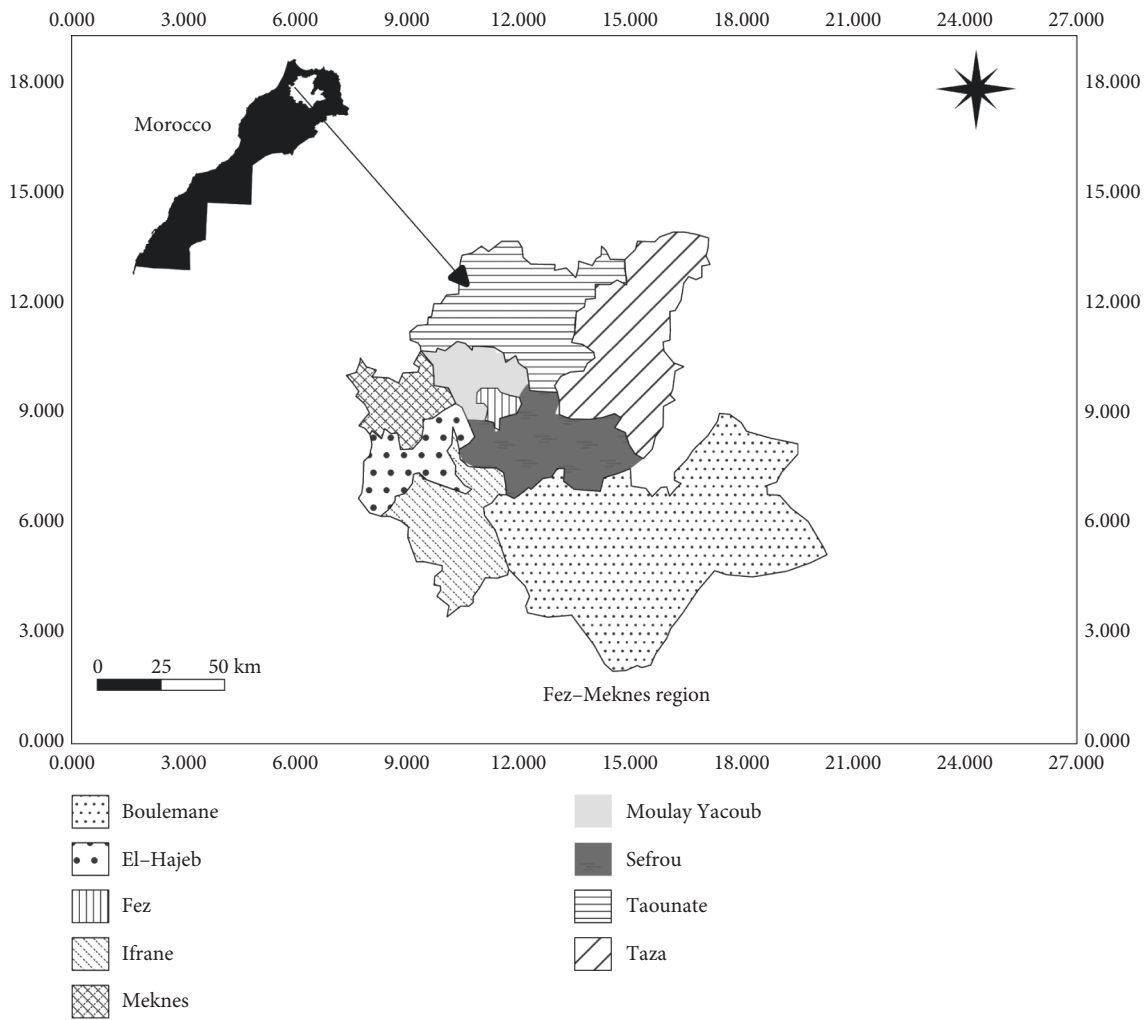 0.000 3.000 6.000 9.000 12.000 15.000 18.000 21.000 24.000 27.000
18.000 18.000
Morocco
15.000 15.000
12.000 12.000
9.000 9.000
6.000 6.000
3.000 3.000
0 25 50 km
Fez–Meknes region
0.000 0.000
0.000 3.000 6.000 9.000 12.000 15.000 18.000 21.000 24.000 27.000
Boulemane
El–Hajeb
Fez
Ifrane
Meknes
Moulay Yacoub
Sefrou
Taounate
Taza